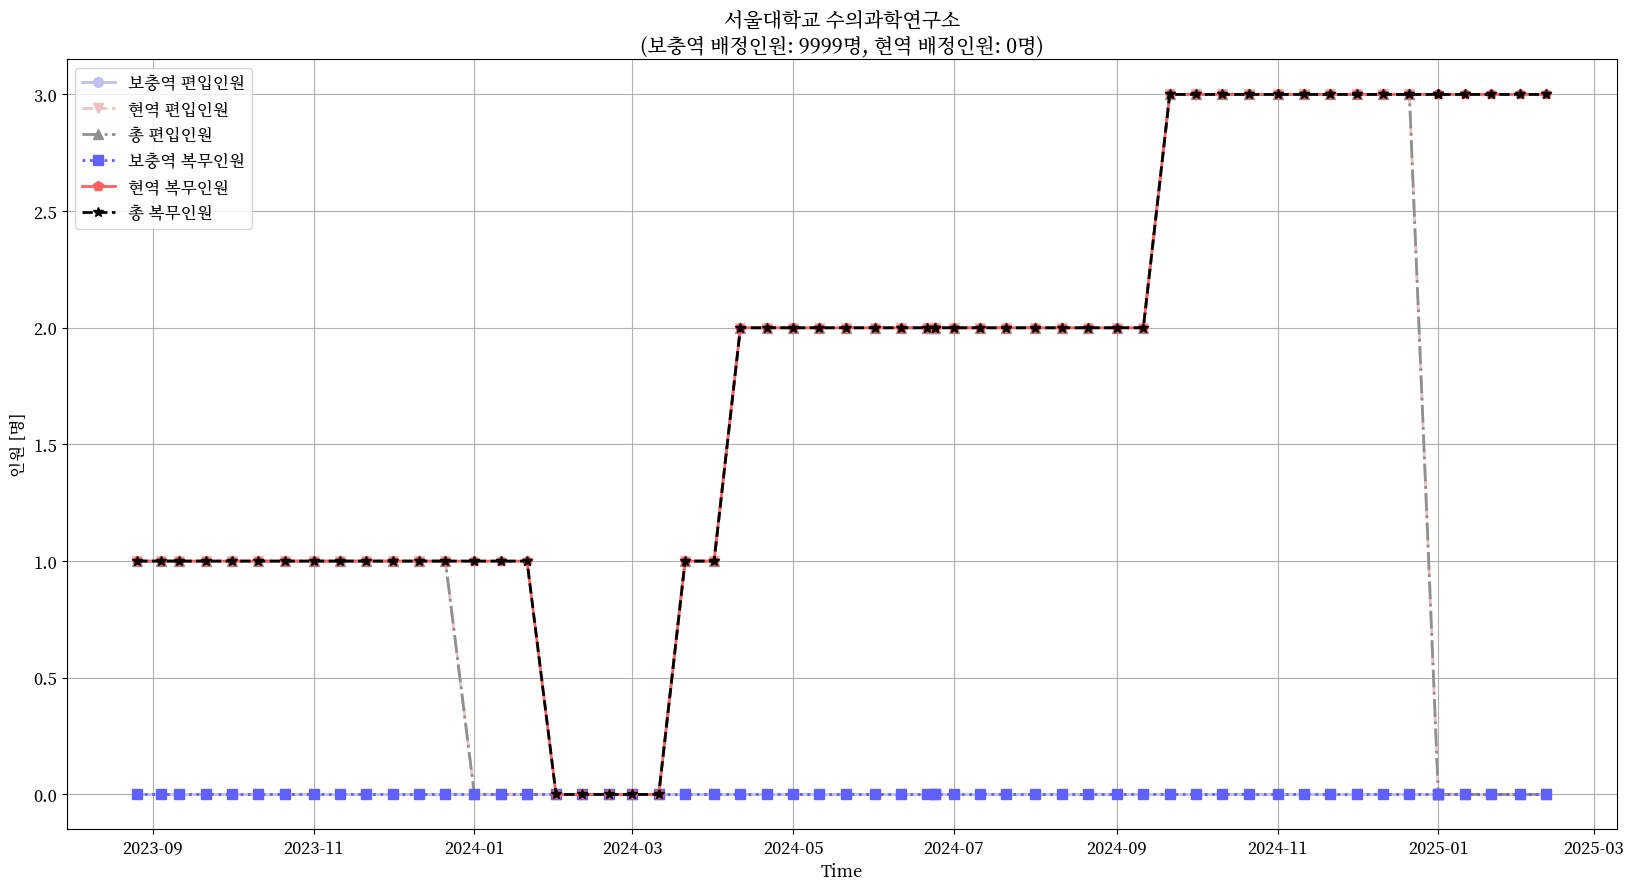 서울대학교 수의과학연구소
(보충역 배정인원: 9999명, 현역 배정인원: 0명)
보충역 편입인원
현역 편입인원
총 편입인원
보충역 복무인원
현역 복무인원
총 복무인원
3.0
2.5
2.0
1.5
1.0
0.5
0.0
인원 [명]
2023-09
2023-11
2024-01
2024-03
2024-05
2024-07
2024-09
2024-11
2025-01
2025-03
Time